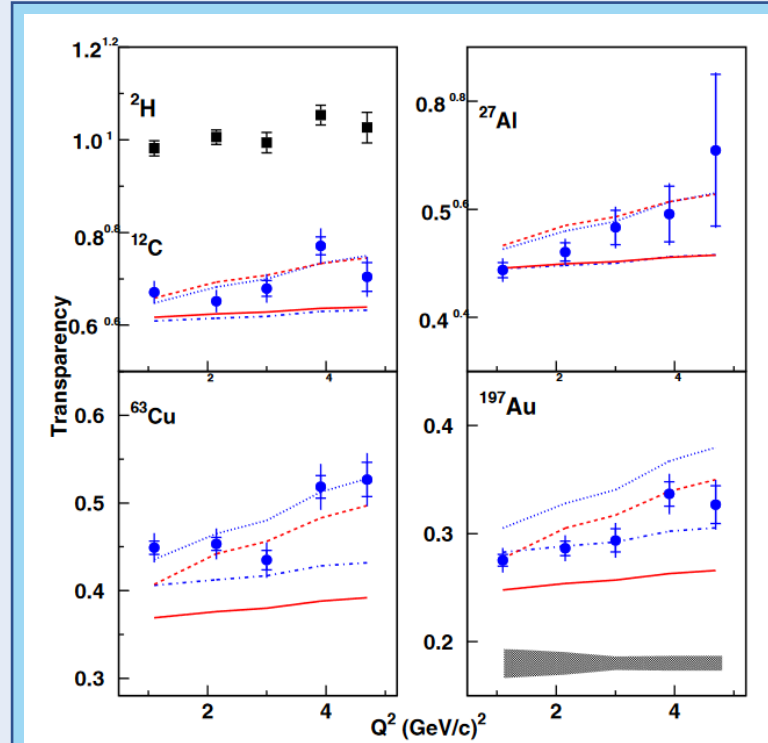 Transparency
1.2 1.2
²H
1.0 1
¹²C
0.8 0.8
0.6 0.6
2 4
²⁷Al
0.8 0.8
0.5 0.6
0.4 0.4
2 4
⁶³Cu
0.6
0.5
0.4
0.3
2 4
¹⁹⁷Au
0.4
0.3
0.2
2 4
Q² (GeV/c)²